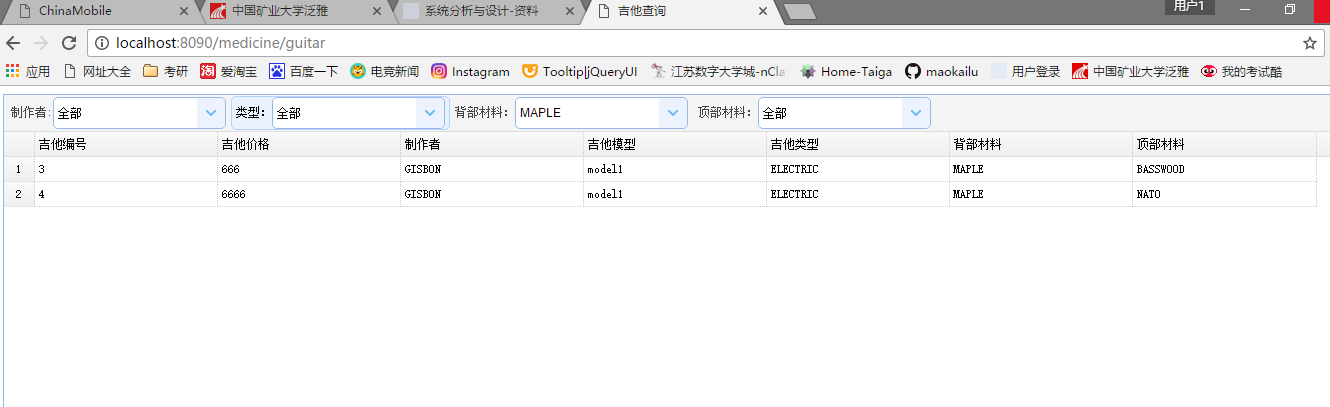 ChinaMobile 中国矿业大学泛雅 系统分析与设计-资料 吉他查询 用户1
localhost:8090/medicine/guitar
应用 网址大全 考研 爱淘宝 百度一下 电竞新闻 Instagram Tooltip|jQueryUI 江苏数字大学城-nCla Home-Taiga maokailu 用户登录 中国矿业大学泛雅 我的考试酷
制作者: 全部 类型: 全部 背部材料: MAPLE 顶部材料: 全部
吉他编号 吉他价格 制作者 吉他模型 吉他类型 背部材料 顶部材料
1 3 666 GISBON model1 ELECTRIC MAPLE BASSWOOD
2 4 6666 GISBON model1 ELECTRIC MAPLE NATO